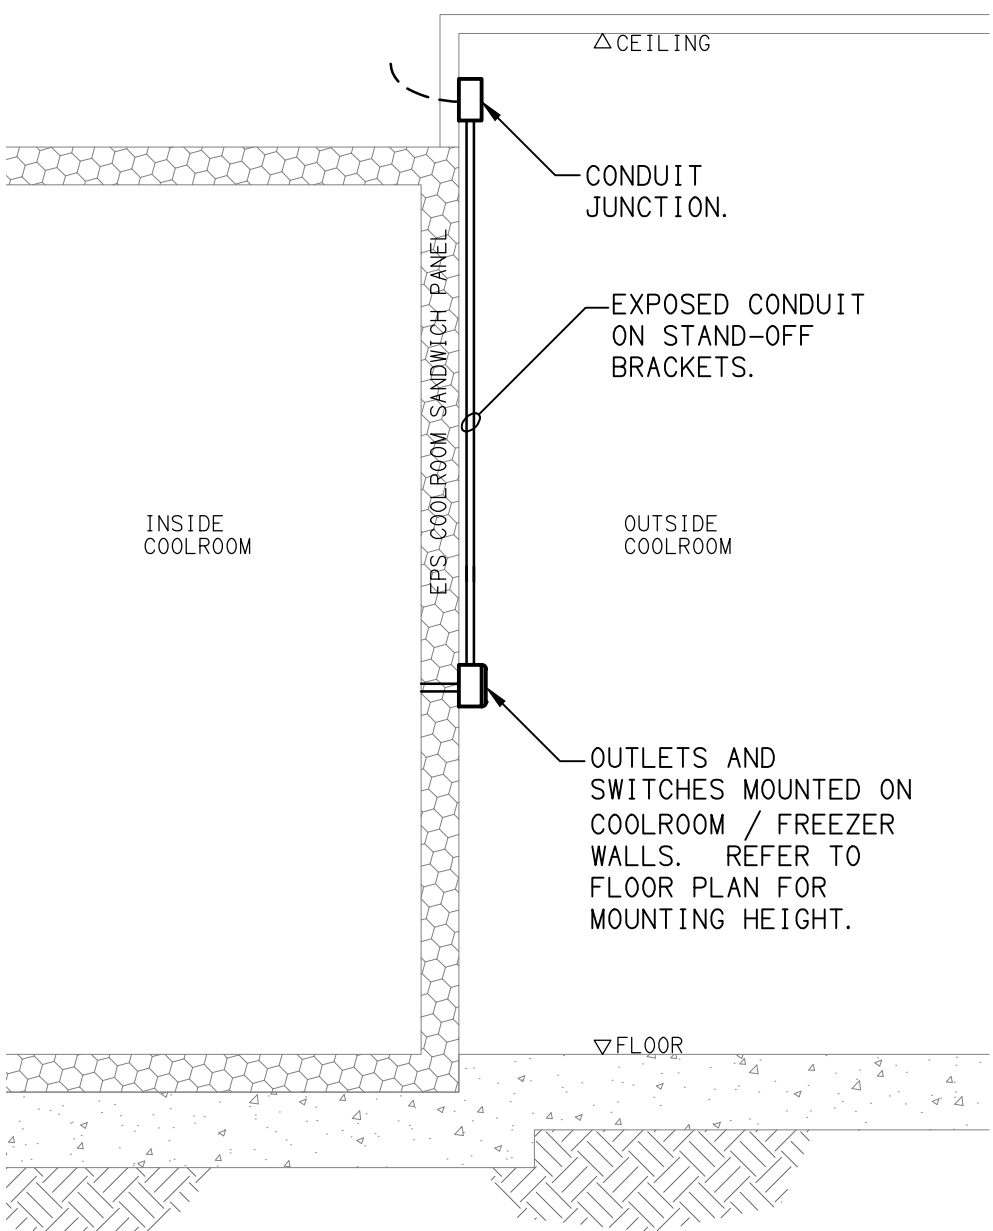 CEILING
CONDUIT
JUNCTION.
EPS COOLROOM SANDWICH PANEL
EXPOSED CONDUIT
ON STAND-OFF
BRACKETS.
INSIDE
COOLROOM
OUTSIDE
COOLROOM
OUTLETS AND
SWITCHES MOUNTED ON
COOLROOM / FREEZER
WALLS. REFER TO
FLOOR PLAN FOR
MOUNTING HEIGHT.
FLOOR